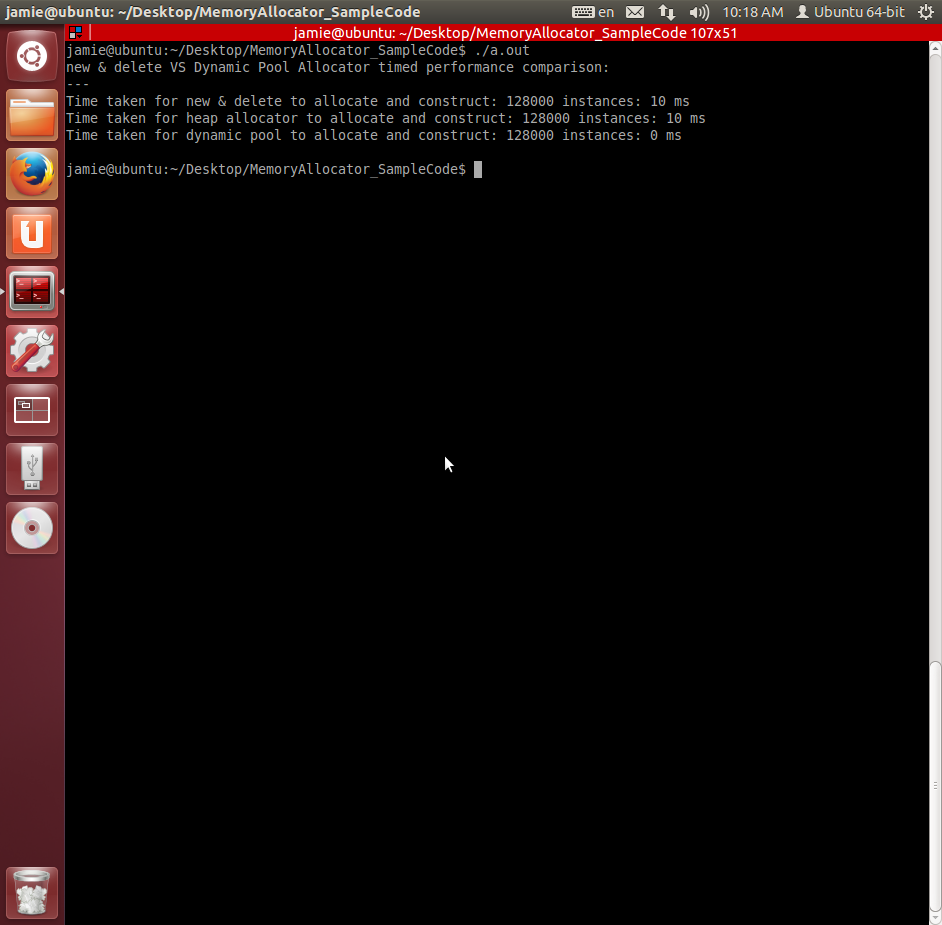 jamie@ubuntu: ~/Desktop/MemoryAllocator_SampleCode
en
10:18 AM
Ubuntu 64-bit
jamie@ubuntu: ~/Desktop/MemoryAllocator_SampleCode 107x51
jamie@ubuntu:~/Desktop/MemoryAllocator_SampleCode$ ./a.out
new & delete VS Dynamic Pool Allocator timed performance comparison:
---
Time taken for new & delete to allocate and construct: 128000 instances: 10 ms
Time taken for heap allocator to allocate and construct: 128000 instances: 10 ms
Time taken for dynamic pool to allocate and construct: 128000 instances: 0 ms
jamie@ubuntu:~/Desktop/MemoryAllocator_SampleCode$